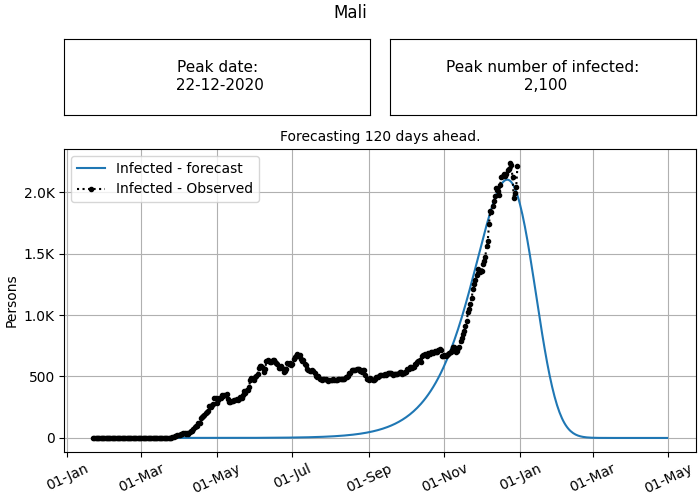 Mali
Peak date:
22-12-2020
Peak number of infected:
2,100
Forecasting 120 days ahead.
Infected - forecast
Infected - Observed
2.0K
1.5K
1.0K
500
0
Persons
01-Jan
01-Mar
01-May
01-Jul
01-Sep
01-Nov
01-Jan
01-Mar
01-May